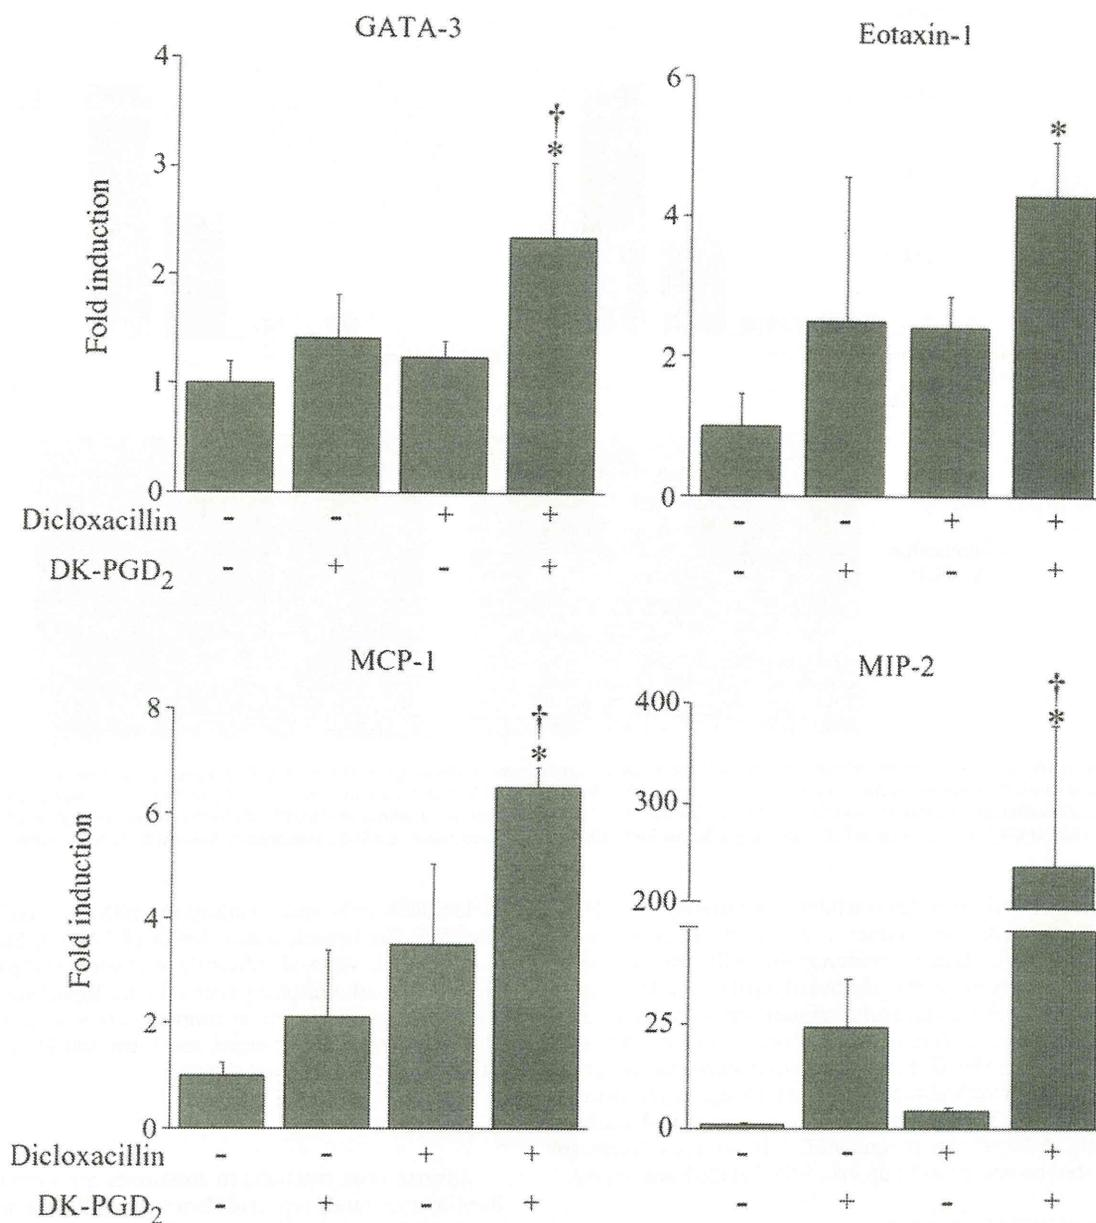 GATA-3
4
†
*
3
2
1
0
Fold induction
Dicloxacillin - - + +
DK-PGD2 - + - +
Eotaxin-1
6
*
4
2
0
- - + +
- + - +
MCP-1
8
†
*
6
4
2
0
Fold induction
Dicloxacillin - - + +
DK-PGD2 - + - +
MIP-2
†
400
*
300
200
25
0
- - + +
- + - +